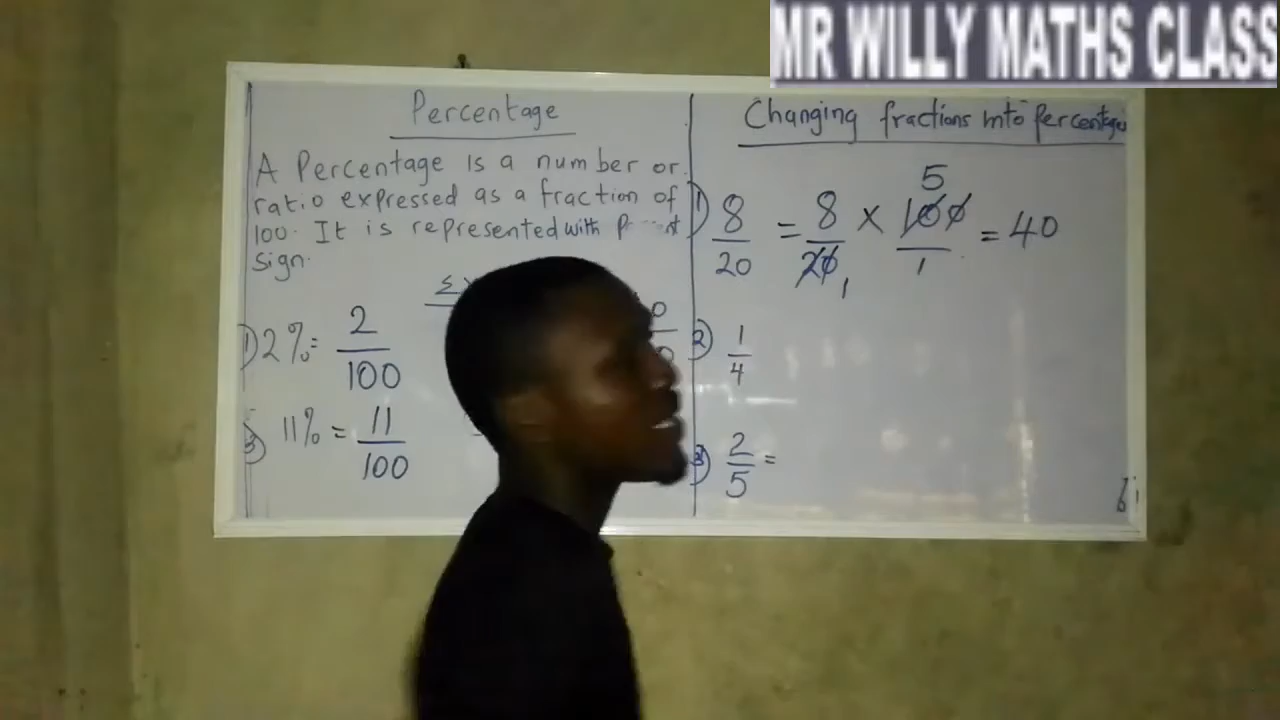 MR WILLY MATHS CLASS
Percentage
A Percentage is a number or
ratio expressed as a fraction of
100. It is represented with
sign.
1) 2% = 2/100
3) 11% = 11/100
Changing fractions into Percentages
1) 8/20 = 8/20 1 × 100/1 5 = 40
2) 1/4
3) 2/5 =